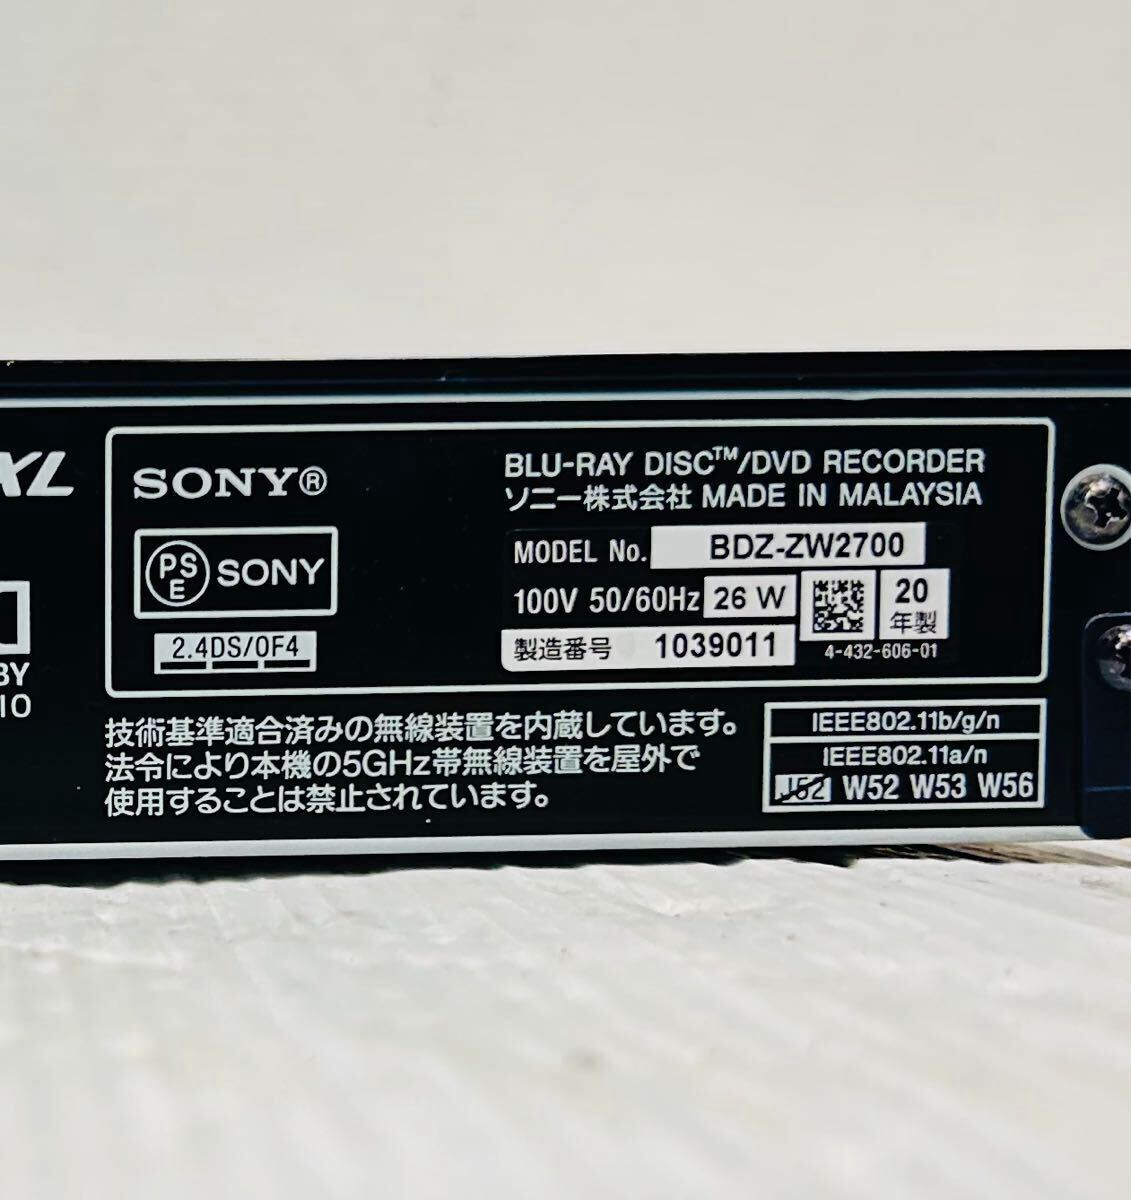 XL
BY
IO
SONY®
PS
E
SONY
2.4DS/OF4
BLU-RAY DISC™/DVD RECORDER
ソニー株式会社 MADE IN MALAYSIA
MODEL No. BDZ-ZW2700
100V 50/60Hz 26 W
20
年製
製造番号 1039011
4-432-606-01
技術基準適合済みの無線装置を内蔵しています。
法令により本機の5GHz帯無線装置を屋外で
使用することは禁止されています。
IEEE802.11b/g/n
IEEE802.11a/n
J52 W52 W53 W56